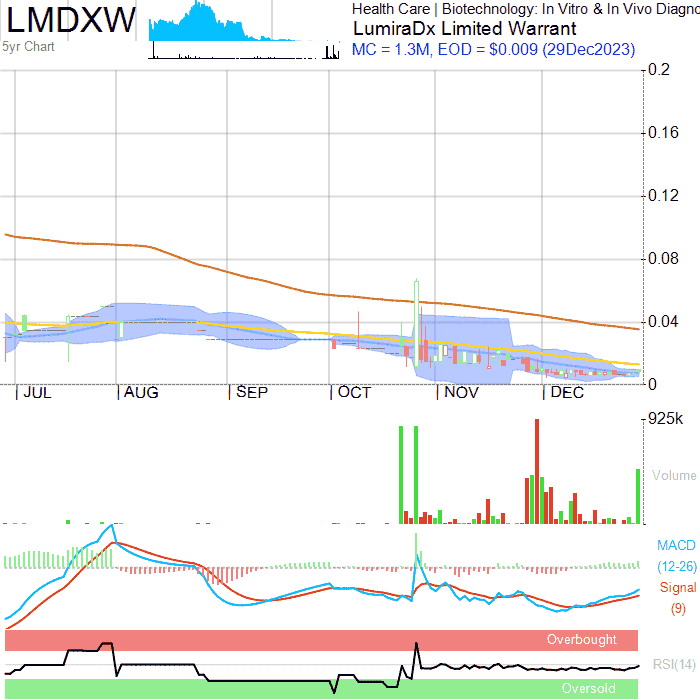 LMDXW
5yr Chart
Health Care | Biotechnology: In Vitro & In Vivo Diagno
LumiraDx Limited Warrant
MC = 1.3M, EOD = $0.009 (29Dec2023)
0.2
0.16
0.12
0.08
0.04
0
JUL AUG SEP OCT NOV DEC
925k
Volume
MACD
(12-26)
Signal
(9)
Overbought
RSI(14)
Oversold